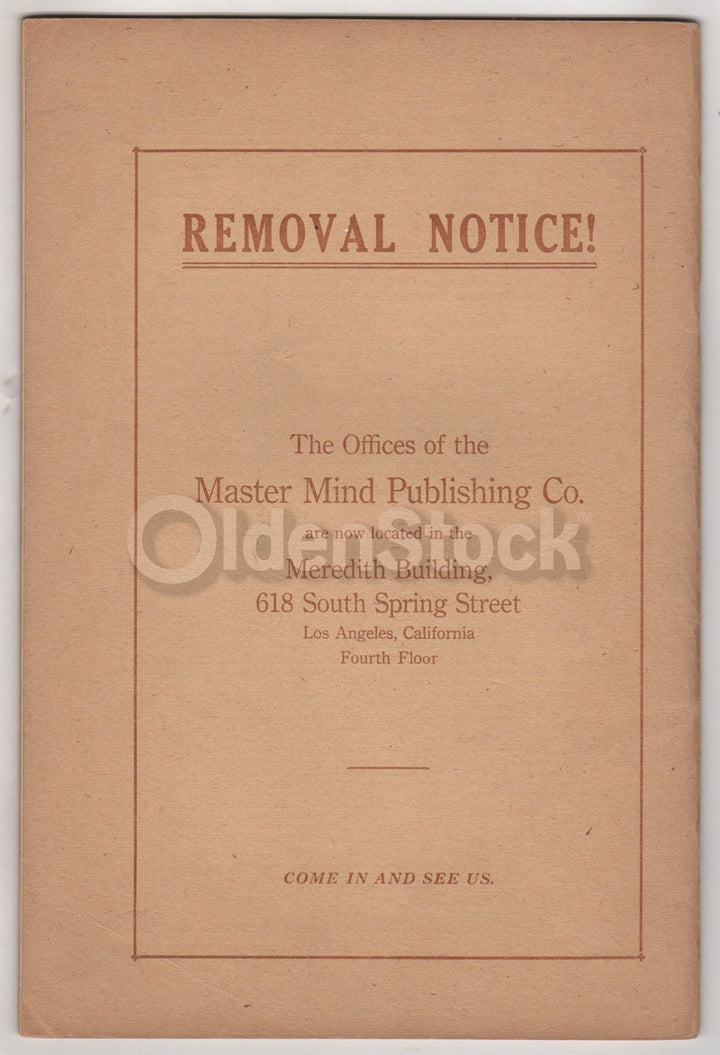 REMOVAL NOTICE!
The Offices of the
Master Mind Publishing Co.
are now located in the
OldenStock
Meredith Building,
618 South Spring Street
Los Angeles, California
Fourth Floor
COME IN AND SEE US.